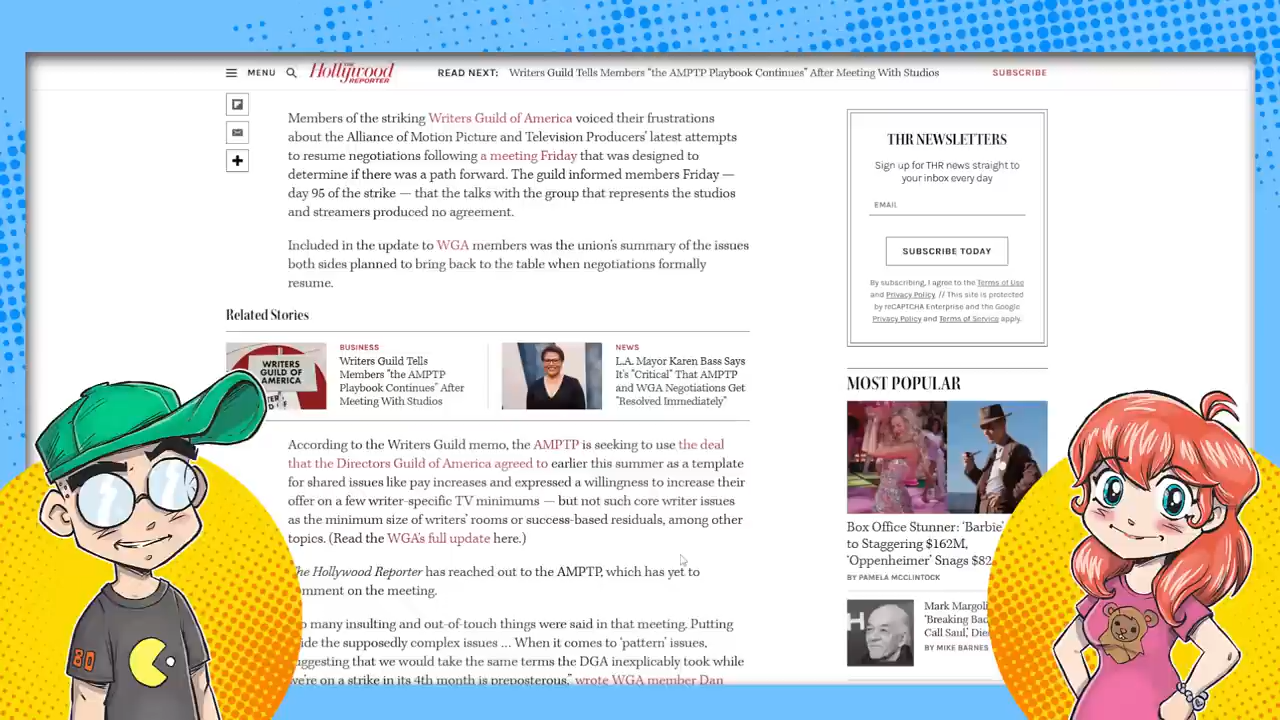 MENU
THE
Hollywood
REPORTER
READ NEXT: Writers Guild Tells Members “the AMPTP Playbook Continues” After Meeting With Studios
SUBSCRIBE
Members of the striking Writers Guild of America voiced their frustrations
about the Alliance of Motion Picture and Television Producers’ latest attempts
to resume negotiations following a meeting Friday that was designed to
determine if there was a path forward. The guild informed members Friday —
day 95 of the strike — that the talks with the group that represents the studios
and streamers produced no agreement.
Included in the update to WGA members was the union’s summary of the issues
both sides planned to bring back to the table when negotiations formally
resume.
Related Stories
WRITERS
GUILD OF
AMERICA
BUSINESS
Writers Guild Tells
Members “the AMPTP
Playbook Continues” After
Meeting With Studios
NEWS
L.A. Mayor Karen Bass Says
It’s “Critical” That AMPTP
and WGA Negotiations Get
“Resolved Immediately”
According to the Writers Guild memo, the AMPTP is seeking to use the deal
that the Directors Guild of America agreed to earlier this summer as a template
for shared issues like pay increases and expressed a willingness to increase their
offer on a few writer-specific TV minimums — but not such core writer issues
as the minimum size of writers’ rooms or success-based residuals, among other
topics. (Read the WGA’s full update here.)
The Hollywood Reporter has reached out to the AMPTP, which has yet to
comment on the meeting.
many insulting and out-of-touch things were said in that meeting. Putting
the supposedly complex issues ... When it comes to ‘pattern’ issues,
suggesting that we would take the same terms the DGA inexplicably took while
we’re on a strike in its 4th month is preposterous,” wrote WGA member Dan
THR NEWSLETTERS
Sign up for THR news straight to
your inbox every day
EMAIL
SUBSCRIBE TODAY
By subscribing, I agree to the Terms of Use
and Privacy Policy. // This site is protected
by reCAPTCHA Enterprise and the Google
Privacy Policy and Terms of Service apply.
MOST POPULAR
Box Office Stunner: ‘Barbie’
to Staggering $162M,
‘Oppenheimer’ Snags $82
BY PAMELA MCCLINTOCK
H
Mark Margol
‘Breaking Bad
Call Saul,’ Die
BY MIKE BARNES
80